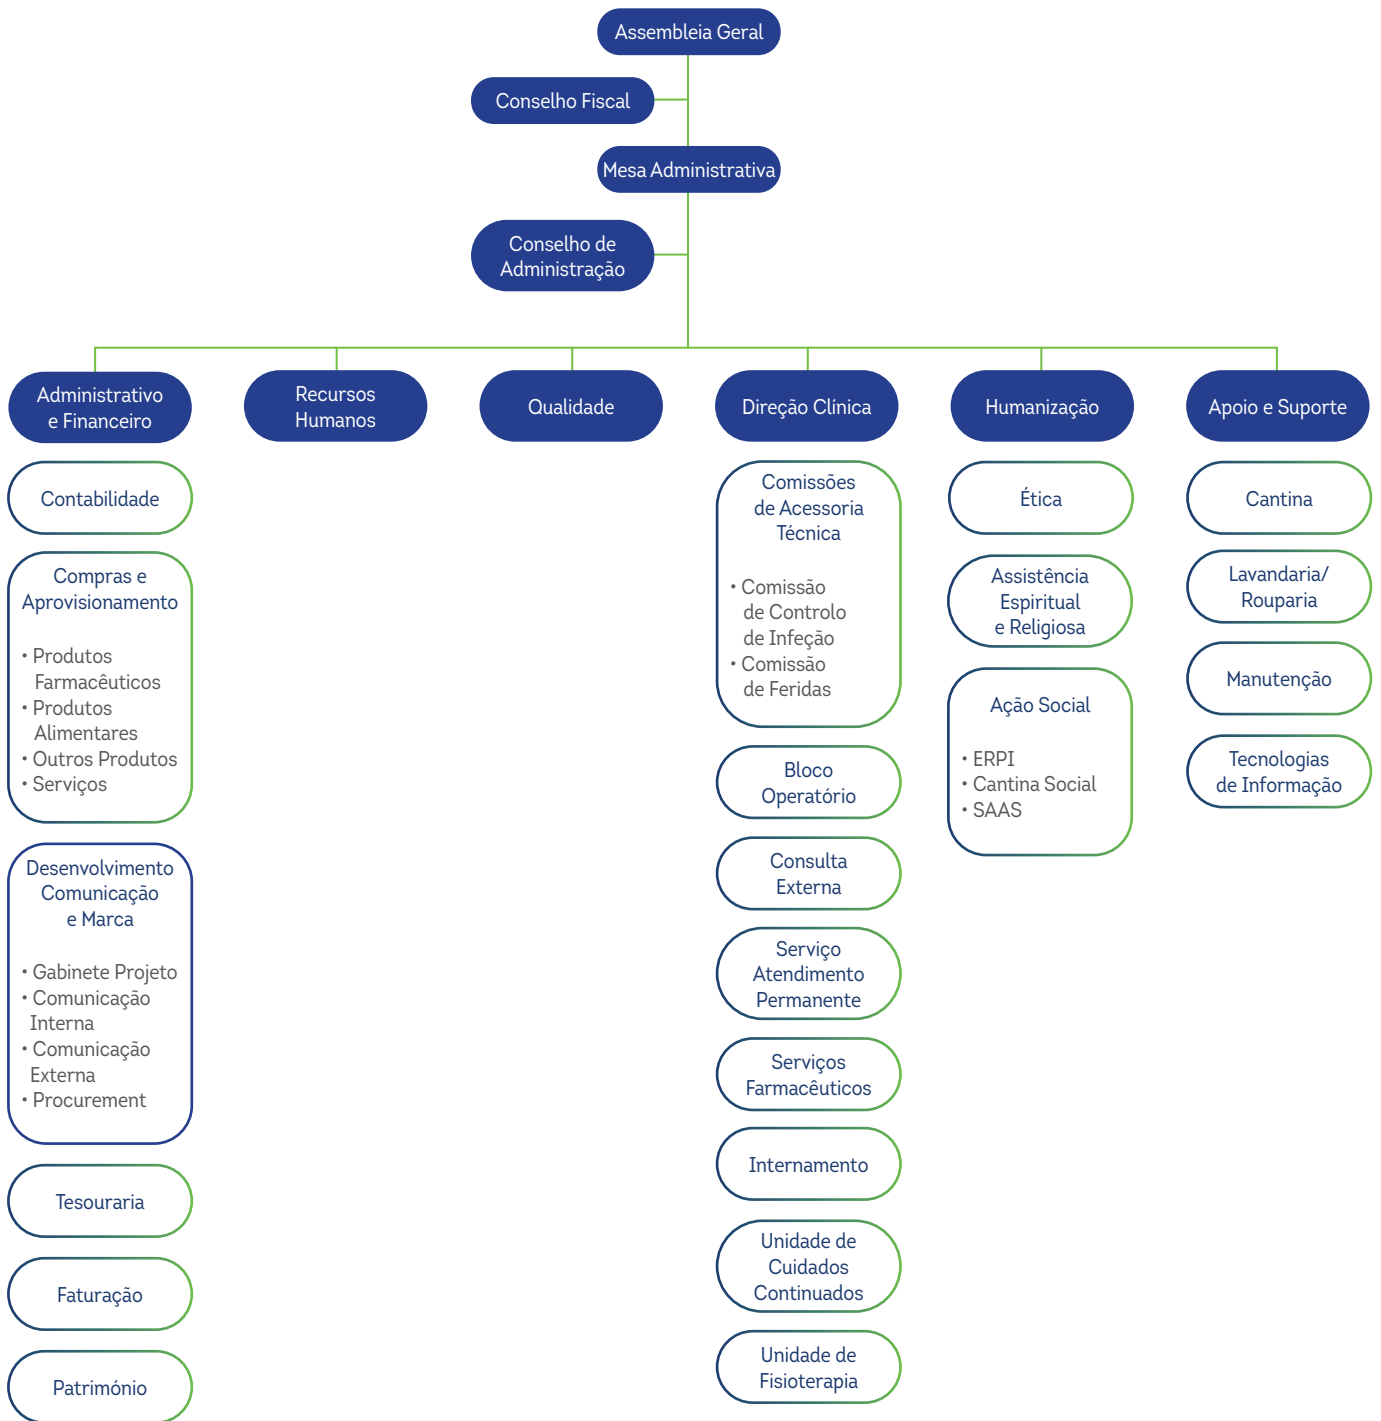 Assembleia Geral
Conselho Fiscal
Mesa Administrativa
Conselho de
Administração
Administrativo
e Financeiro
Contabilidade
Compras e
Aprovisionamento
• Produtos
Farmacêuticos
• Produtos
Alimentares
• Outros Produtos
• Serviços
Desenvolvimento
Comunicação
e Marca
• Gabinete Projeto
• Comunicação
Interna
• Comunicação
Externa
• Procurement
Tesouraria
Faturação
Património
Recursos
Humanos
Qualidade
Direção Clínica
Comissões
de Acessoria
Técnica
• Comissão
de Controlo
de Infeção
• Comissão
de Feridas
Bloco
Operatório
Consulta
Externa
Serviço
Atendimento
Permanente
Serviços
Farmacêuticos
Internamento
Unidade de
Cuidados
Continuados
Unidade de
Fisioterapia
Humanização
Ética
Assistência
Espiritual
e Religiosa
Ação Social
• ERPI
• Cantina Social
• SAAS
Apoio e Suporte
Cantina
Lavandaria/
Rouparia
Manutenção
Tecnologias
de Informação